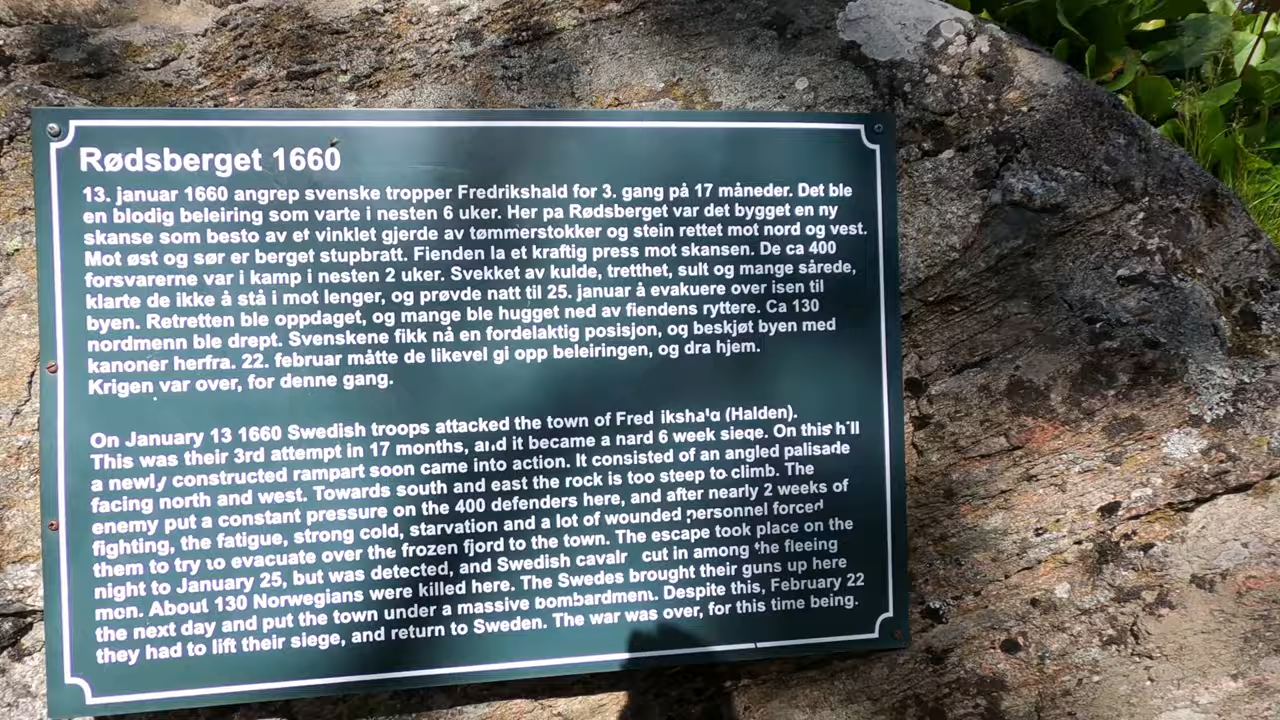 Rødsberget 1660
13. januar 1660 angrep svenske tropper Fredrikshald for 3. gang på 17 måneder. Det ble
en blodig beleiring som varte i nesten 6 uker. Her pa Rødsberget var det bygget en ny
skanse som besto av et vinklet gjerde av tømmerstokker og stein rettet mot nord og vest.
Mot øst og sør er berget stupbratt. Fienden la et kraftig press mot skansen. De ca 400
forsvarerne var i kamp i nesten 2 uker. Svekket av kulde, tretthet, sult og mange sårede,
klarte de ikke å stå i mot lenger, og prøvde natt til 25. januar å evakuere over isen til
byen. Retretten ble oppdaget, og mange ble hugget ned av fiendens ryttere. Ca 130
nordmenn ble drept. Svenskene fikk nå en fordelaktig posisjon, og beskjøt byen med
kanoner herfra. 22. februar måtte de likevel gi opp beleiringen, og dra hjem.
Krigen var over, for denne gang.
On January 13 1660 Swedish troops attacked the town of Fred iksha'd (Halden).
This was their 3rd attempt in 17 months, and it became a hard 6 week siege. On this hill
a newly constructed rampart soon came into action. It consisted of an angled palisade
facing north and west. Towards south and east the rock is too steep to climb. The
enemy put a constant pressure on the 400 defenders here, and after nearly 2 weeks of
fighting, the fatigue, strong cold, starvation and a lot of wounded personnel forced
them to try to evacuate over the frozen fjord to the town. The escape took place on the
night to January 25, but was detected, and Swedish cavalr cut in among the fleeing
men. About 130 Norwegians were killed here. The Swedes brought their guns up here
the next day and put the town under a massive bombardment. Despite this, February 22
they had to lift their siege, and return to Sweden. The war was over, for this time being.